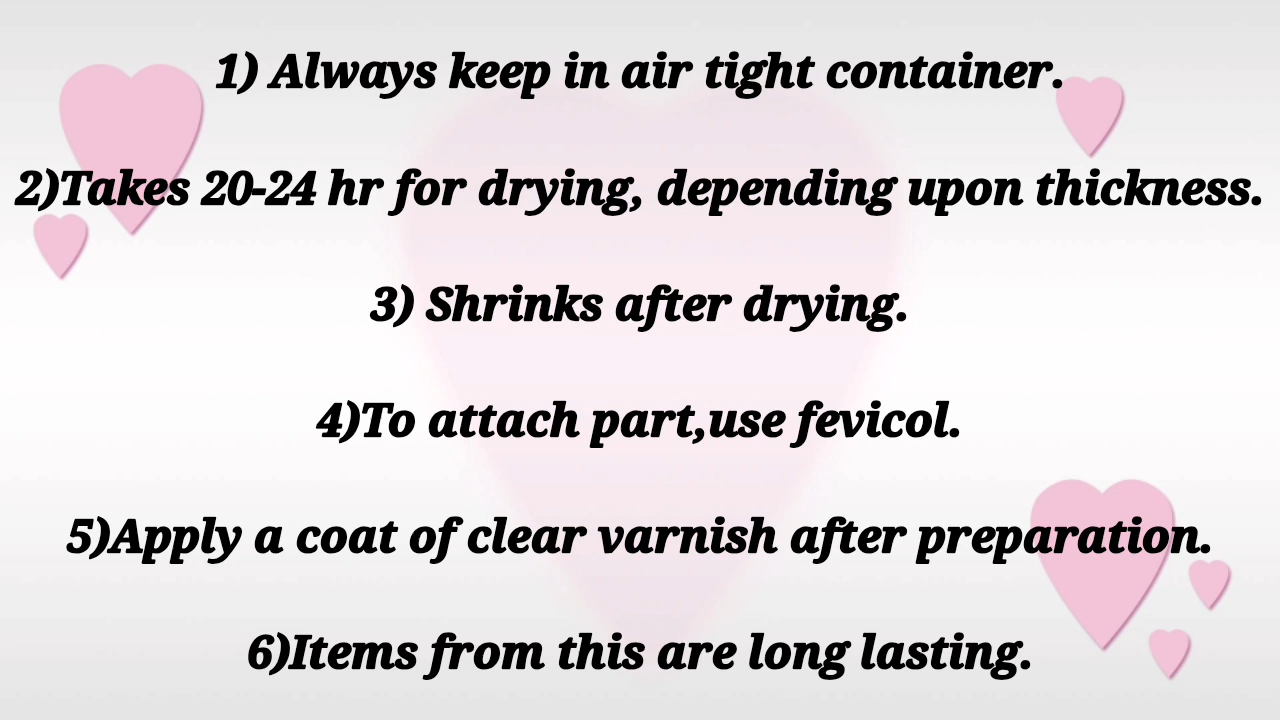 1) Always keep in air tight container.
2)Takes 20-24 hr for drying, depending upon thickness.
3) Shrinks after drying.
4)To attach part,use fevicol.
5)Apply a coat of clear varnish after preparation.
6)Items from this are long lasting.